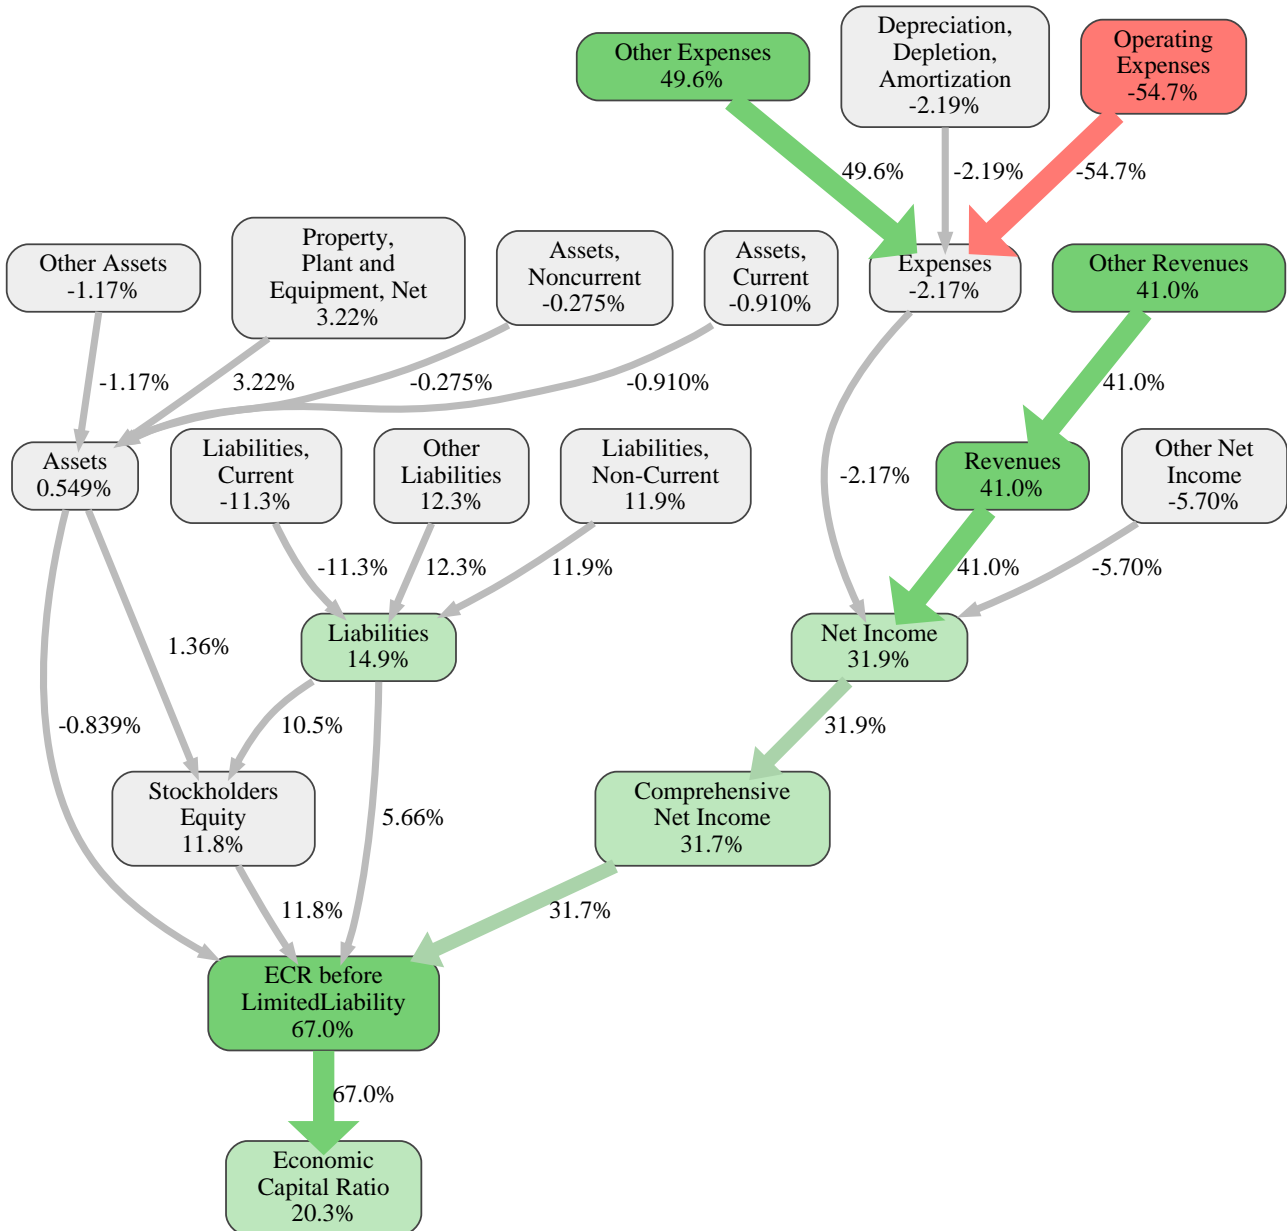 Other Expenses
49.6%
Depreciation,
Depletion,
Amortization
-2.19%
Operating
Expenses
-54.7%
49.6%
-2.19%
-54.7%
Other Assets
-1.17%
Property,
Plant and
Equipment, Net
3.22%
Assets,
Noncurrent
-0.275%
Assets,
Current
-0.910%
Expenses
-2.17%
Other Revenues
41.0%
-1.17%
3.22%
-0.275%
-0.910%
41.0%
Assets
0.549%
Liabilities,
Current
-11.3%
Other
Liabilities
12.3%
Liabilities,
Non-Current
11.9%
-2.17%
Revenues
41.0%
Other Net
Income
-5.70%
-11.3%
12.3%
11.9%
41.0%
-5.70%
1.36%
Liabilities
14.9%
Net Income
31.9%
-0.839%
10.5%
31.9%
Stockholders
Equity
11.8%
5.66%
Comprehensive
Net Income
31.7%
11.8%
31.7%
ECR before
LimitedLiability
67.0%
67.0%
Economic
Capital Ratio
20.3%